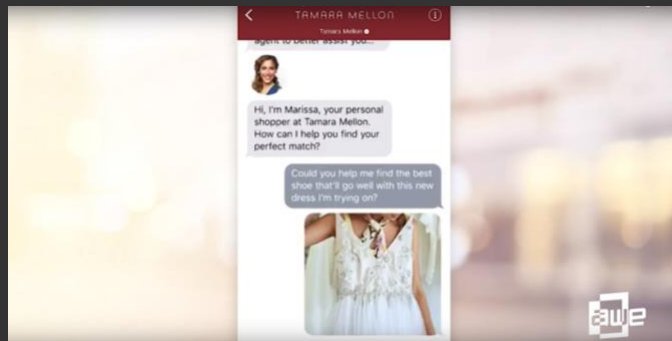 TAMARA MELLON
Tamara Mellon
agent to better assist you...
Hi, I'm Marissa, your personal
shopper at Tamara Mellon.
How can I help you find your
perfect match?
Could you help me find the best
shoe that'll go well with this new
dress I'm trying on?
awe